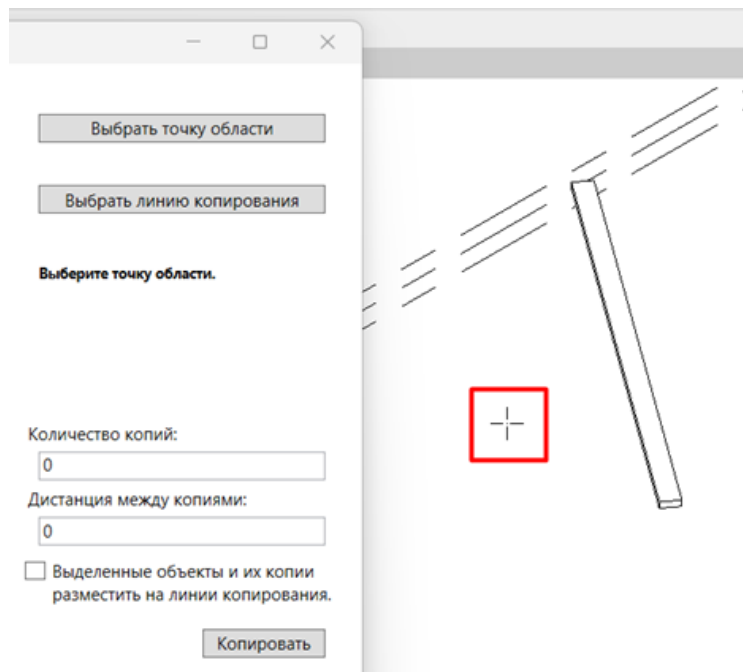 Выбрать точку области
Выбрать линию копирования
Выберите точку области.
Количество копий:
0
Дистанция между копиями:
0
Выделенные объекты и их копии
разместить на линии копирования.
Копировать